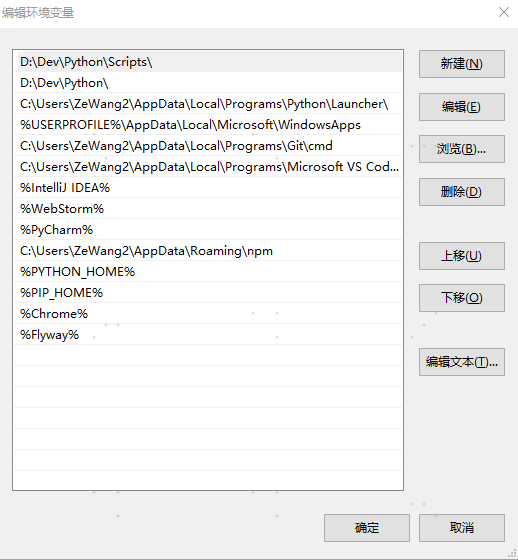 编辑环境变量
D:\Dev\Python\Scripts\
D:\Dev\Python\
C:\Users\ZeWang2\AppData\Local\Programs\Python\Launcher\
%USERPROFILE%\AppData\Local\Microsoft\WindowsApps
C:\Users\ZeWang2\AppData\Local\Programs\Git\cmd
C:\Users\ZeWang2\AppData\Local\Programs\Microsoft VS Cod...
%IntelliJ IDEA%
%WebStorm%
%PyCharm%
C:\Users\ZeWang2\AppData\Roaming\npm
%PYTHON_HOME%
%PIP_HOME%
%Chrome%
%Flyway%
新建(N)
编辑(E)
浏览(B)...
删除(D)
上移(U)
下移(O)
编辑文本(T)...
确定
取消